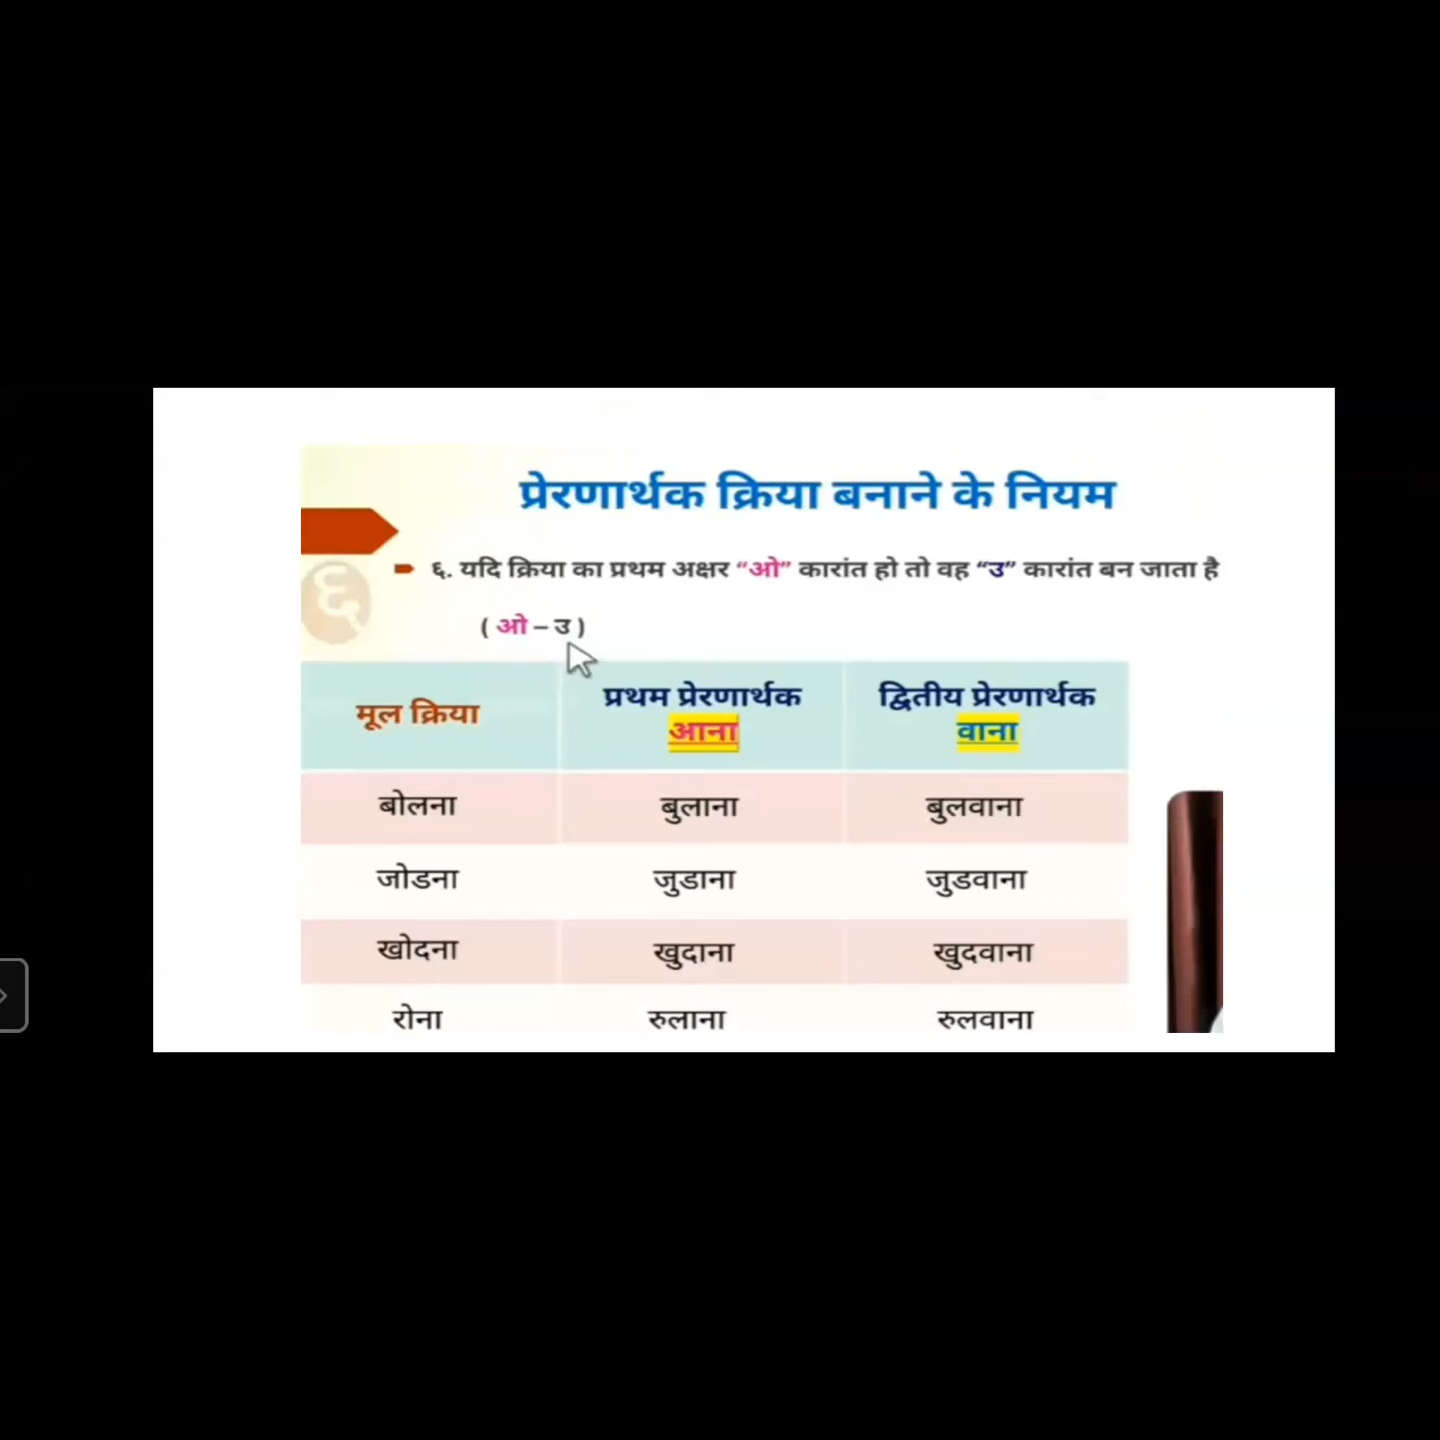 प्रेरणार्थक क्रिया बनाने के नियम
६. यदि क्रिया का प्रथम अक्षर “ओ” कारांत हो तो वह “उ” कारांत बन जाता है
६
( ओ – उ )
मूल क्रिया प्रथम प्रेरणार्थक द्वितीय प्रेरणार्थक
आना वाना
बोलना बुलाना बुलवाना
जोडना जुडाना जुडवाना
खोदना खुदाना खुदवाना
रोना रुलाना रुलवाना